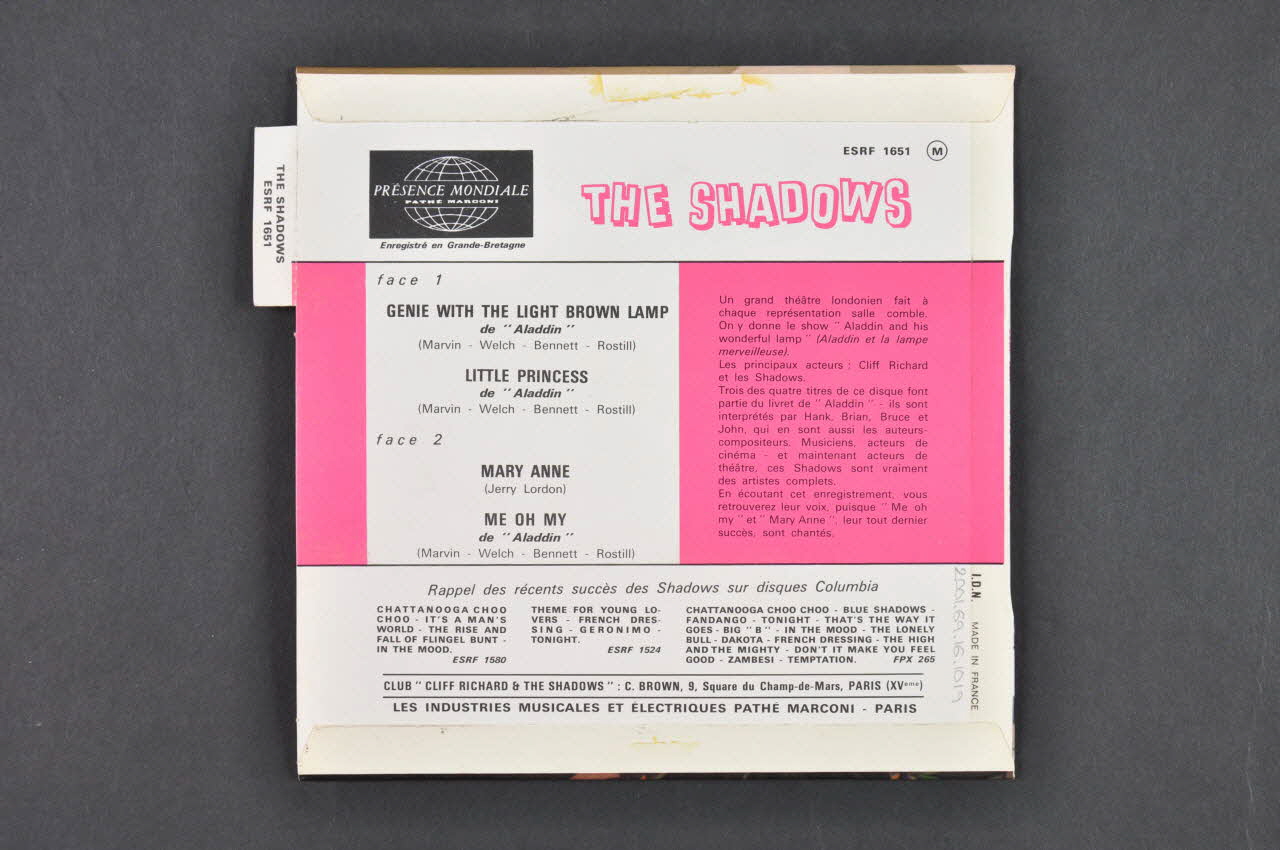 THE SHADOWS
ESRF 1651
ESRF 1651 M
PRÉSENCE MONDIALE
PATHÉ MARCONI
Enregistré en Grande-Bretagne
THE SHADOWS
face 1
GENIE WITH THE LIGHT BROWN LAMP
de "Aladdin"
(Marvin - Welch - Bennett - Rostill)
LITTLE PRINCESS
de "Aladdin"
(Marvin - Welch - Bennett - Rostill)
face 2
MARY ANNE
(Jerry Lordon)
ME OH MY
de "Aladdin"
(Marvin - Welch - Bennett - Rostill)
Un grand théâtre londonien fait à
chaque représentation salle comble.
On y donne le show " Aladdin and his
wonderful lamp " (Aladdin et la lampe
merveilleuse).
Les principaux acteurs : Cliff Richard
et les Shadows.
Trois des quatre titres de ce disque font
partie du livret de " Aladdin " - ils sont
interprétés par Hank, Brian, Bruce et
John, qui en sont aussi les auteurs-
compositeurs. Musiciens, acteurs de
cinéma - et maintenant acteurs de
théâtre, ces Shadows sont vraiment
des artistes complets.
En écoutant cet enregistrement, vous
retrouverez leur voix, puisque " Me oh
my " et " Mary Anne ", leur tout dernier
succès, sont chantés.
Rappel des récents succès des Shadows sur disques Columbia
CHATTANOOGA CHOO
CHOO - IT'S A MAN'S
WORLD - THE RISE AND
FALL OF FLINGEL BUNT -
IN THE MOOD.
ESRF 1580
THEME FOR YOUNG LO-
VERS - FRENCH DRES-
SING - GERONIMO -
TONIGHT.
ESRF 1524
CHATTANOOGA CHOO CHOO - BLUE SHADOWS -
FANDANGO - TONIGHT - THAT'S THE WAY IT
GOES - BIG "B" - IN THE MOOD - THE LONELY
BULL - DAKOTA - FRENCH DRESSING - THE HIGH
AND THE MIGHTY - DON'T IT MAKE YOU FEEL
GOOD - ZAMBESI - TEMPTATION. FPX 265
CLUB " CLIFF RICHARD & THE SHADOWS " : C. BROWN, 9, Square du Champ-de-Mars, PARIS (XVeme)
LES INDUSTRIES MUSICALES ET ÉLECTRIQUES PATHÉ MARCONI - PARIS
I.D.N. MADE IN FRANCE
2001.69.16.1019